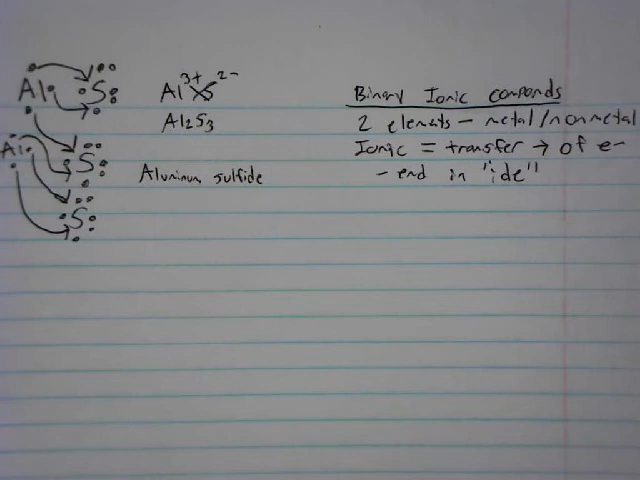 Al S
Al S
S
Al3+ S2-
Al2S3
Aluminum sulfide
Binary Ionic componds
2 elements - metal/nonmetal
Ionic = transfer → of e-
- end in "ide"